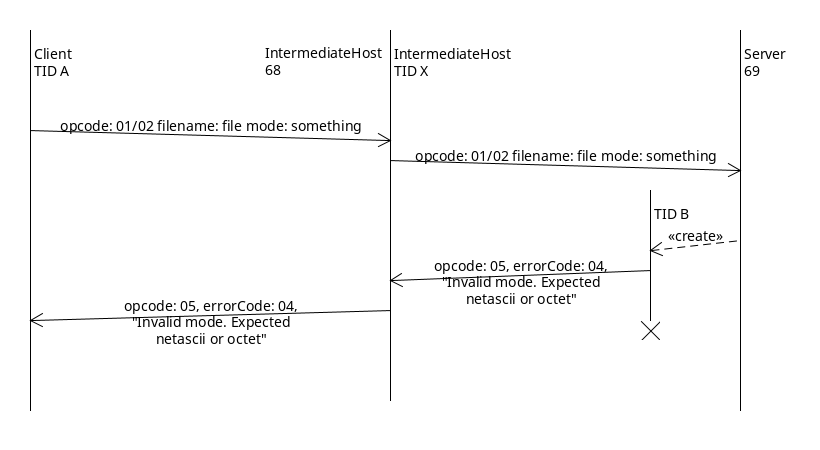 Client
TID A
IntermediateHost
68
IntermediateHost
TID X
Server
69
opcode: 01/02 filename: file mode: something
opcode: 01/02 filename: file mode: something
TID B
«create»
opcode: 05, errorCode: 04,
"Invalid mode. Expected
netascii or octet"
opcode: 05, errorCode: 04,
"Invalid mode. Expected
netascii or octet"